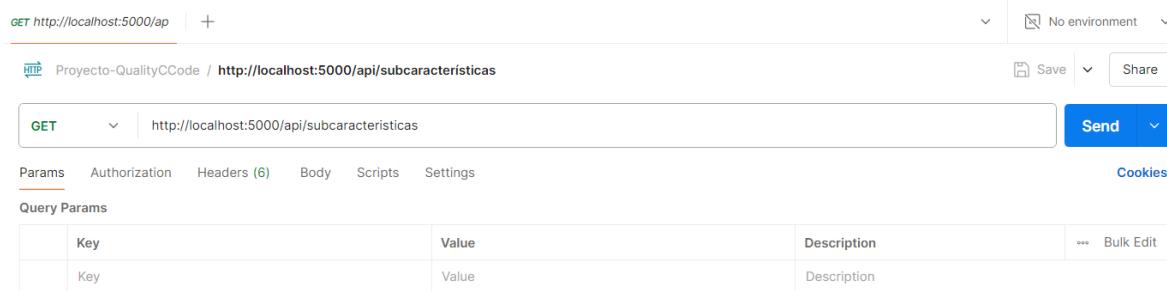 GET http://localhost:5000/ap + No environment
HTTP Proyecto-QualityCCode / http://localhost:5000/api/subcaracterísticas Save Share
GET http://localhost:5000/api/subcaracteristicas Send
Params Authorization Headers (6) Body Scripts Settings Cookies
Query Params
Key Value Description Bulk Edit
Key Value Description